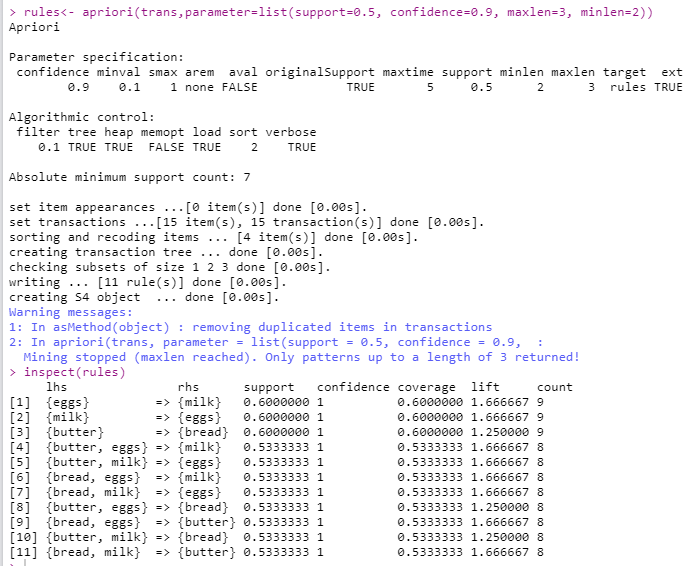 > rules<- apriori(trans,parameter=list(support=0.5, confidence=0.9, maxlen=3, minlen=2))
Apriori

Parameter specification:
 confidence minval smax arem  aval originalSupport maxtime support minlen maxlen target  ext
        0.9    0.1    1 none FALSE            TRUE       5     0.5      2      3  rules TRUE

Algorithmic control:
 filter tree heap memopt load sort verbose
    0.1 TRUE TRUE  FALSE TRUE    2    TRUE

Absolute minimum support count: 7

set item appearances ...[0 item(s)] done [0.00s].
set transactions ...[15 item(s), 15 transaction(s)] done [0.00s].
sorting and recoding items ... [4 item(s)] done [0.00s].
creating transaction tree ... done [0.00s].
checking subsets of size 1 2 3 done [0.00s].
writing ... [11 rule(s)] done [0.00s].
creating S4 object  ... done [0.00s].
Warning messages:
1: In asMethod(object) : removing duplicated items in transactions
2: In apriori(trans, parameter = list(support = 0.5, confidence = 0.9,  :
  Mining stopped (maxlen reached). Only patterns up to a length of 3 returned!
> inspect(rules)
     lhs               rhs      support   confidence coverage  lift     count
[1]  {eggs}         => {milk}   0.6000000 1          0.6000000 1.666667 9
[2]  {milk}         => {eggs}   0.6000000 1          0.6000000 1.666667 9
[3]  {butter}       => {bread}  0.6000000 1          0.6000000 1.250000 9
[4]  {butter, eggs} => {milk}   0.5333333 1          0.5333333 1.666667 8
[5]  {butter, milk} => {eggs}   0.5333333 1          0.5333333 1.666667 8
[6]  {bread, eggs}  => {milk}   0.5333333 1          0.5333333 1.666667 8
[7]  {bread, milk}  => {eggs}   0.5333333 1          0.5333333 1.666667 8
[8]  {butter, eggs} => {bread}  0.5333333 1          0.5333333 1.250000 8
[9]  {bread, eggs}  => {butter} 0.5333333 1          0.5333333 1.666667 8
[10] {butter, milk} => {bread}  0.5333333 1          0.5333333 1.250000 8
[11] {bread, milk}  => {butter} 0.5333333 1          0.5333333 1.666667 8